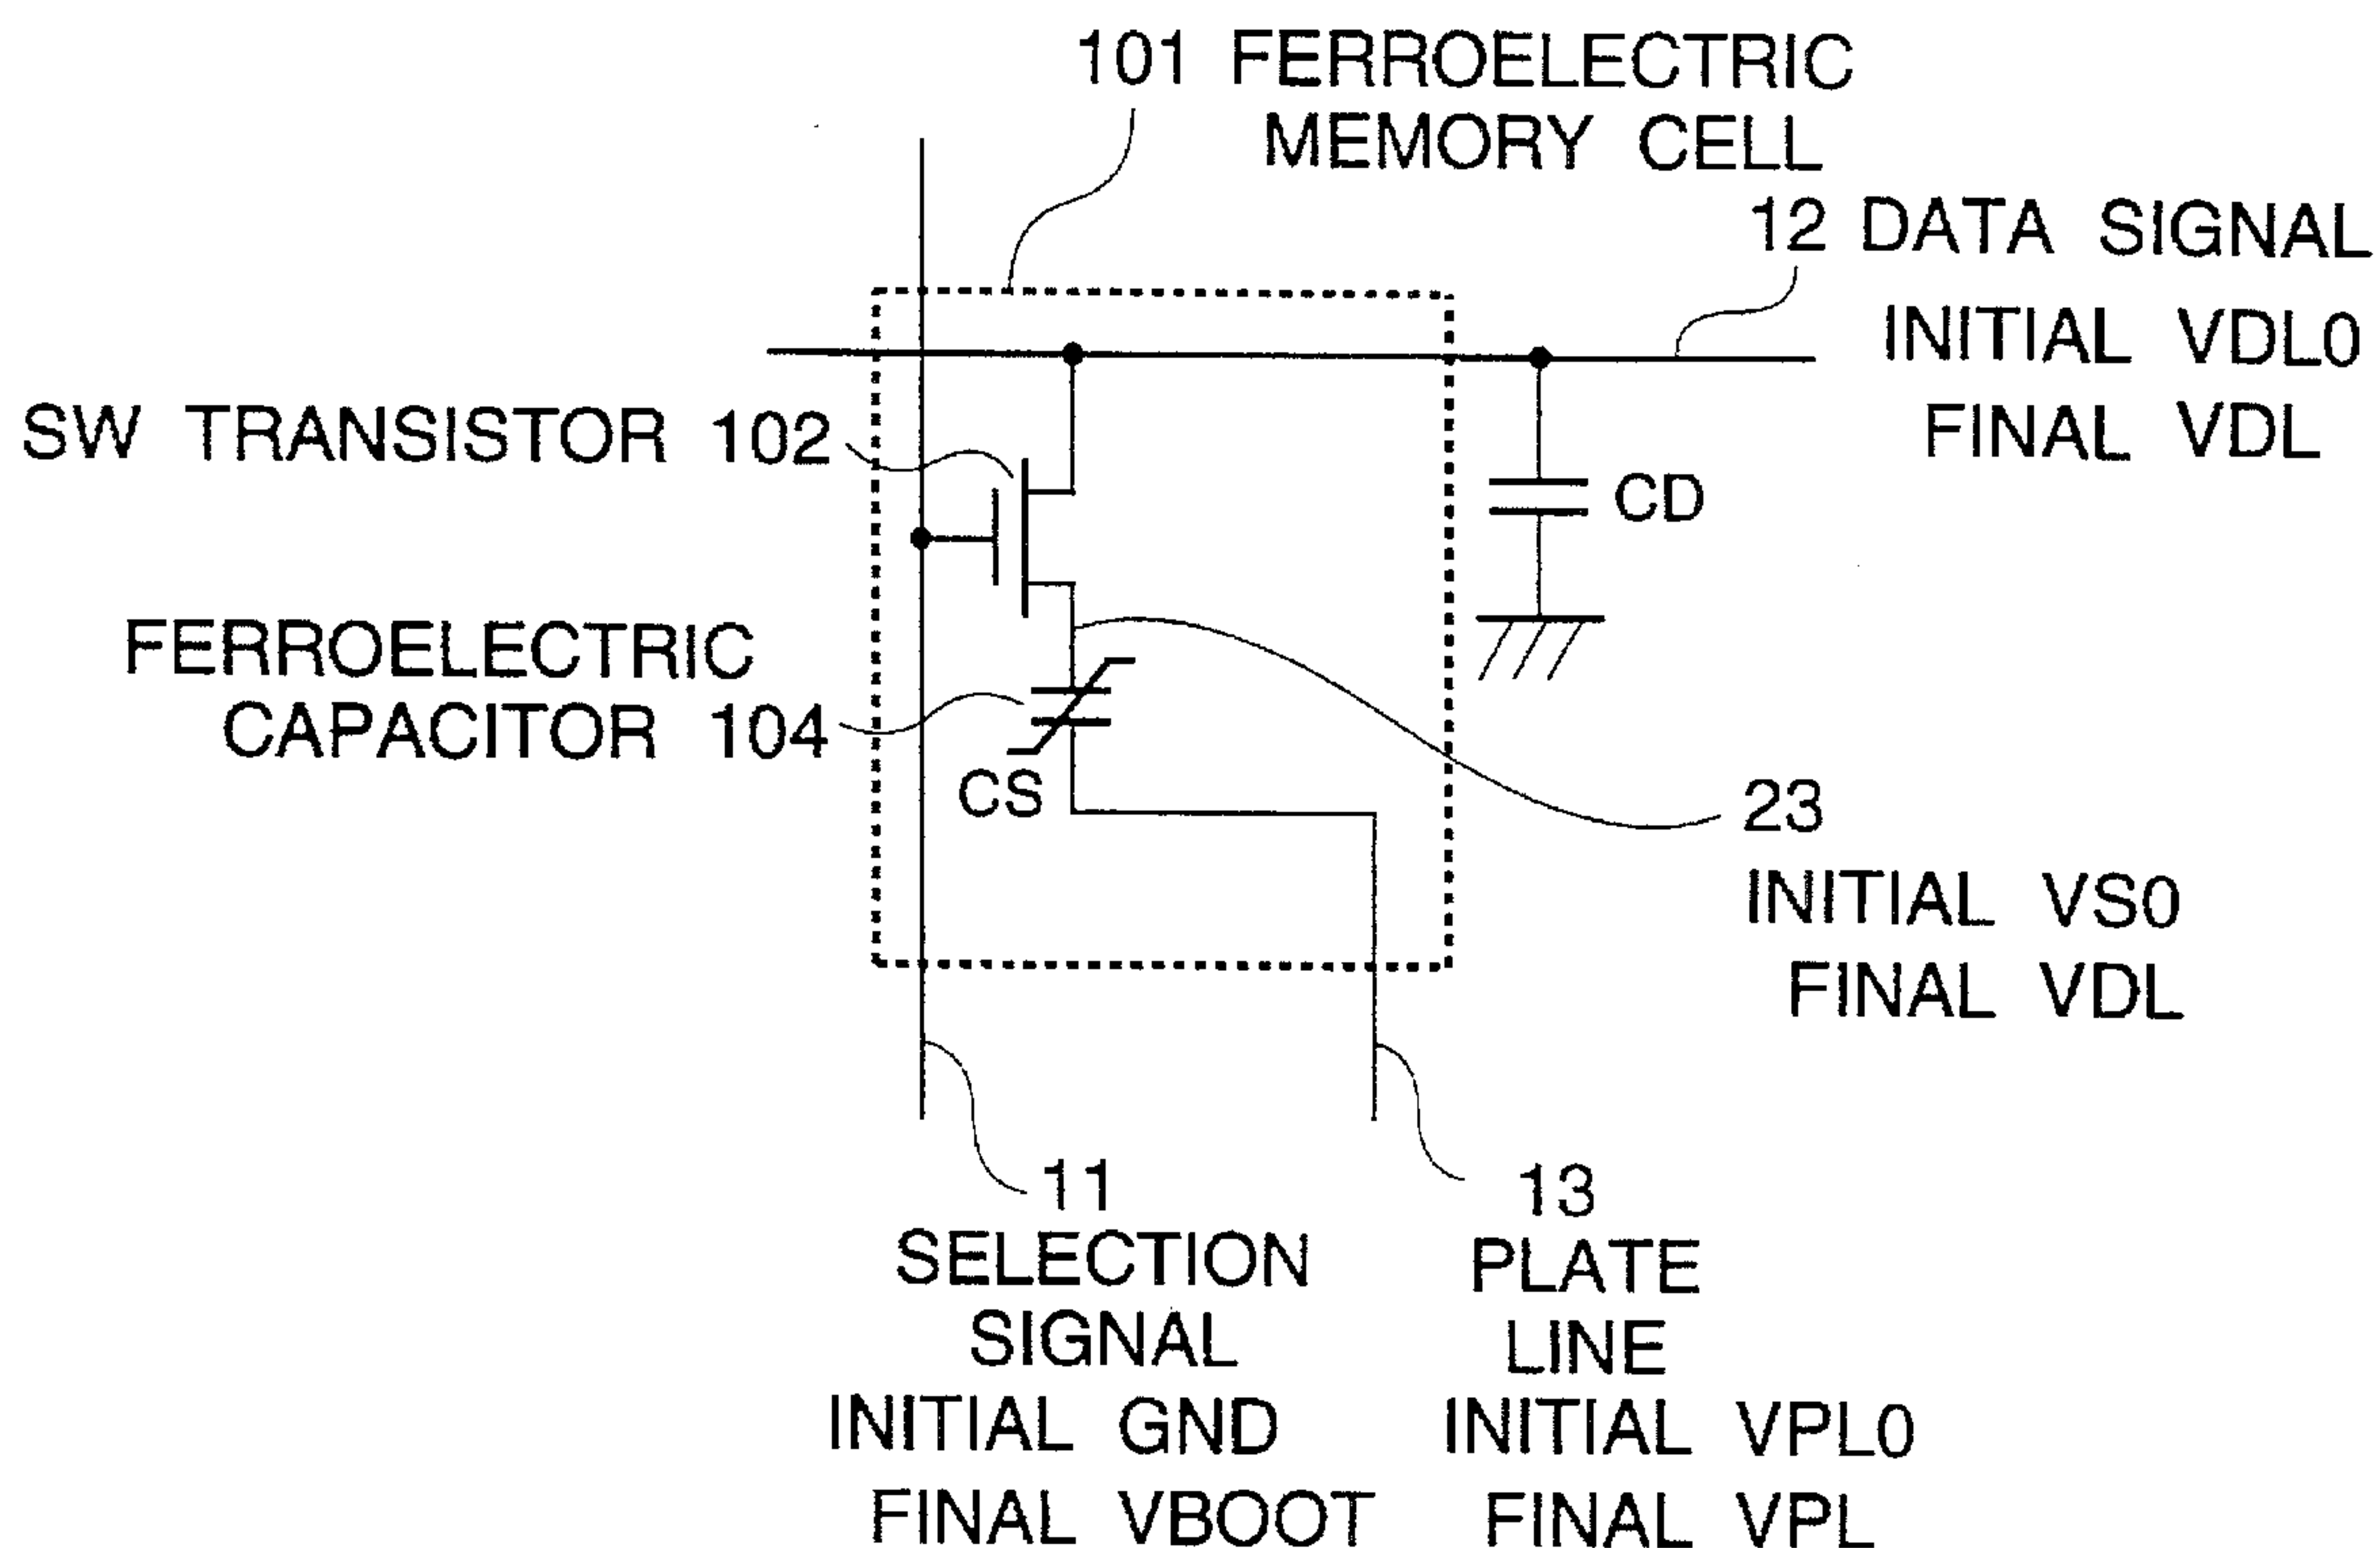 101 FERROELECTRIC
MEMORY CELL
12 DATA SIGNAL
INITIAL VDL0
FINAL VDL
SW TRANSISTOR 102
CD
FERROELECTRIC
CAPACITOR 104
CS
23
INITIAL VS0
FINAL VDL
11
SELECTION
SIGNAL
INITIAL GND
FINAL VBOOT
13
PLATE
LINE
INITIAL VPL0
FINAL VPL